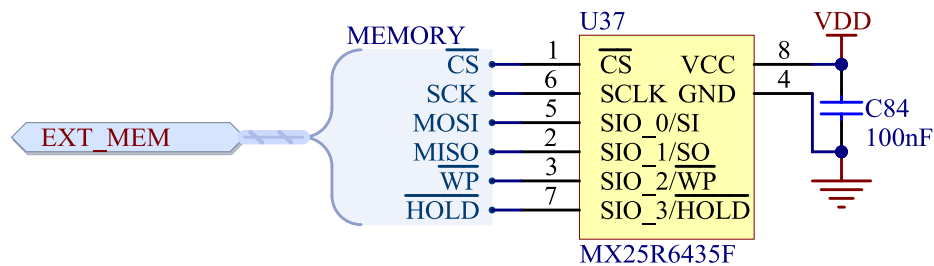 U37
VDD
MEMORY
CS 1 CS VCC 8
SCK 6 SCLK GND 4
C84
MOSI 5 SIO_0/SI
EXT_MEM
100nF
MISO 2 SIO_1/SO
WP 3 SIO_2/WP
HOLD 7 SIO_3/HOLD
MX25R6435F